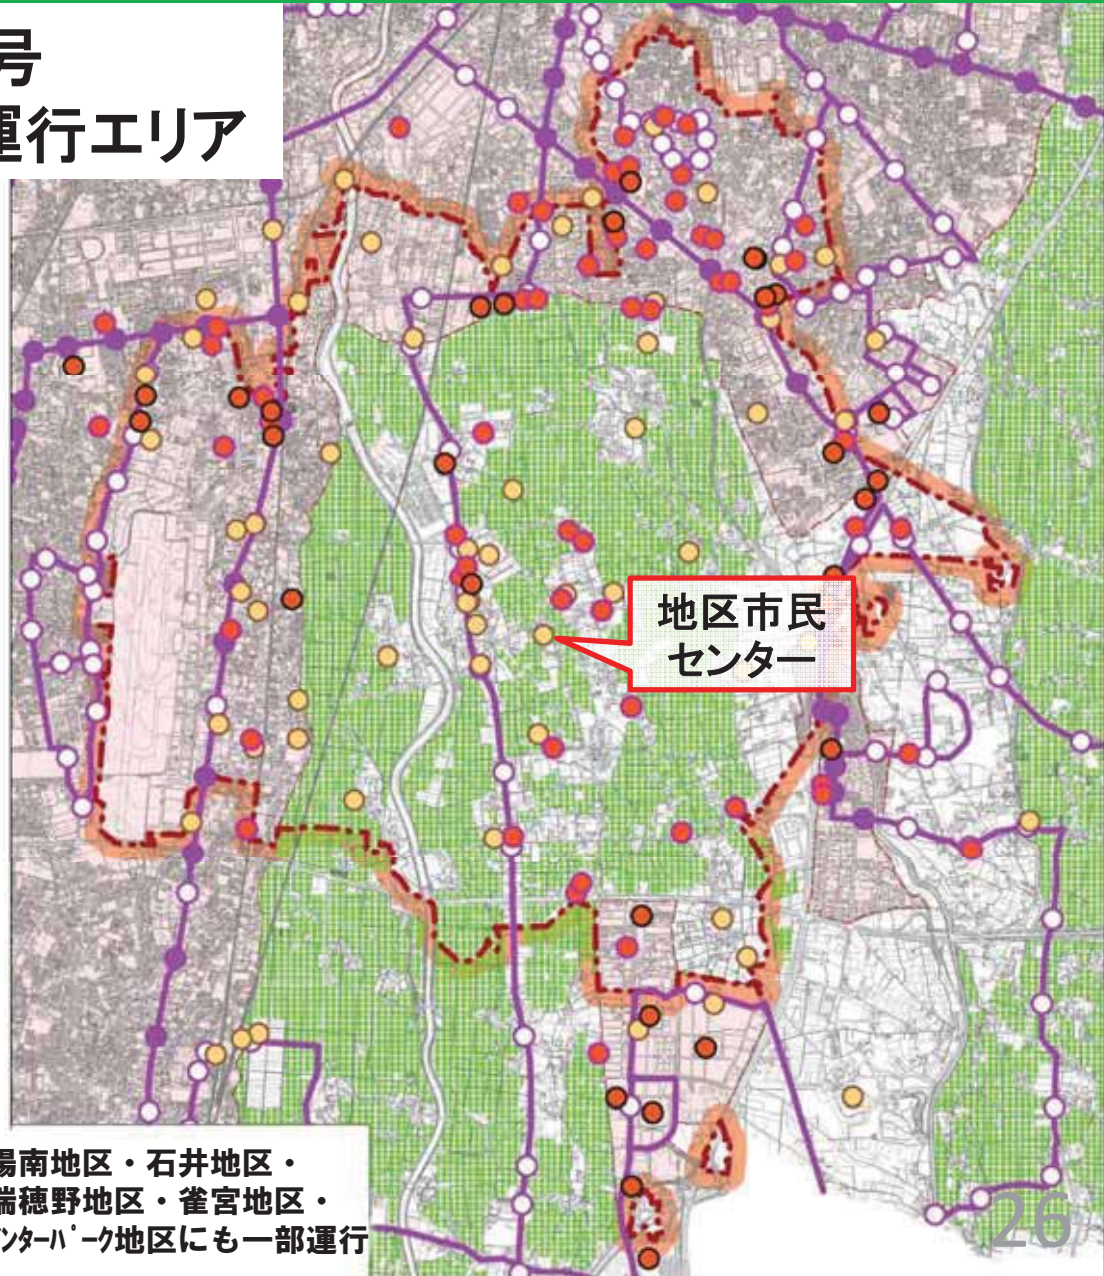 号
運行エリア
地区市民
センター
陽南地区・石井地区・
瑞穂野地区・雀宮地区・
ンターパーク地区にも一部運行
26